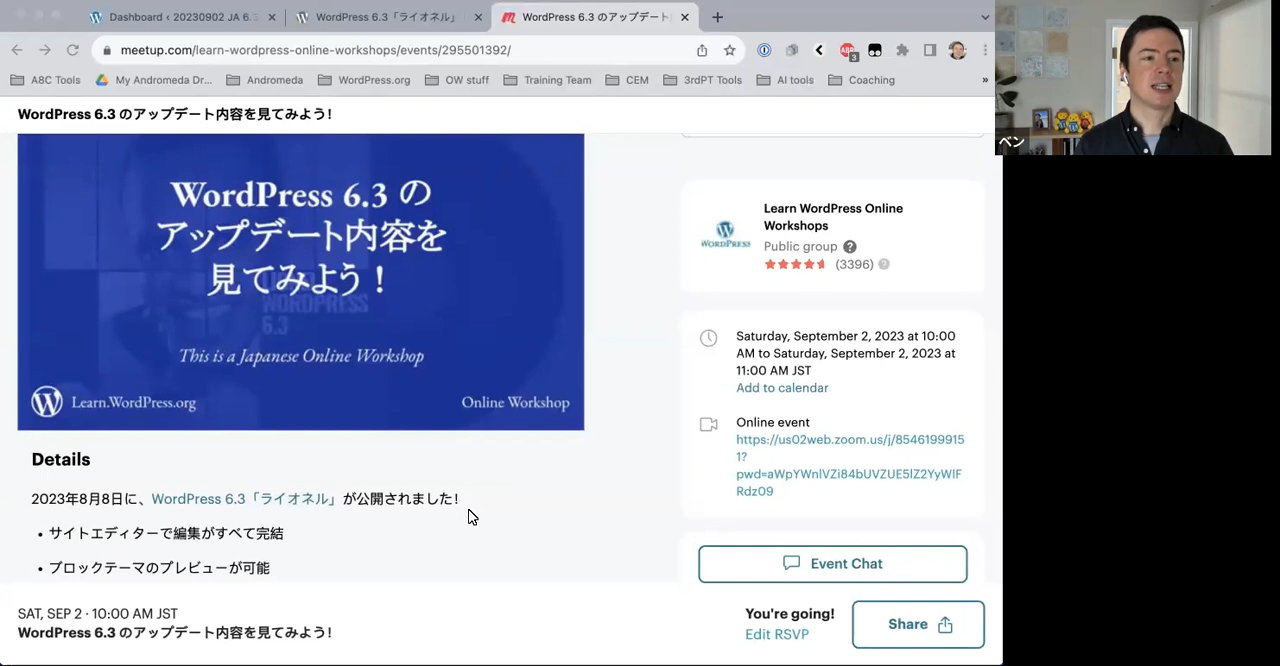 Dashboard ‹ 20230902 JA 6.3
WordPress 6.3「ライオネル」
WordPress 6.3 のアップデート
meetup.com/learn-wordpress-online-workshops/events/295501392/
ABP
3
A8C Tools
My Andromeda Dr...
Andromeda
WordPress.org
OW stuff
Training Team
CEM
3rdPT Tools
AI tools
Coaching
»
WordPress 6.3 のアップデート内容を見てみよう!
WordPress 6.3 の
アップデート内容を
見てみよう!
WORDPRESS
6.3
This is a Japanese Online Workshop
Learn.WordPress.org
Online Workshop
Details
2023年8月8日に、WordPress 6.3「ライオネル」が公開されました!
• サイトエディターで編集がすべて完結
• ブロックテーマのプレビューが可能
WORDPRESS
Learn WordPress Online
Workshops
Public group
(3396)
Saturday, September 2, 2023 at 10:00
AM to Saturday, September 2, 2023 at
11:00 AM JST
Add to calendar
Online event
https://us02web.zoom.us/j/8546199915
1?
pwd=aWpYWnlVZi84bUVZUE5IZ2YyWlF
Rdz09
Event Chat
SAT, SEP 2 · 10:00 AM JST
WordPress 6.3 のアップデート内容を見てみよう!
You're going!
Edit RSVP
Share
ベン